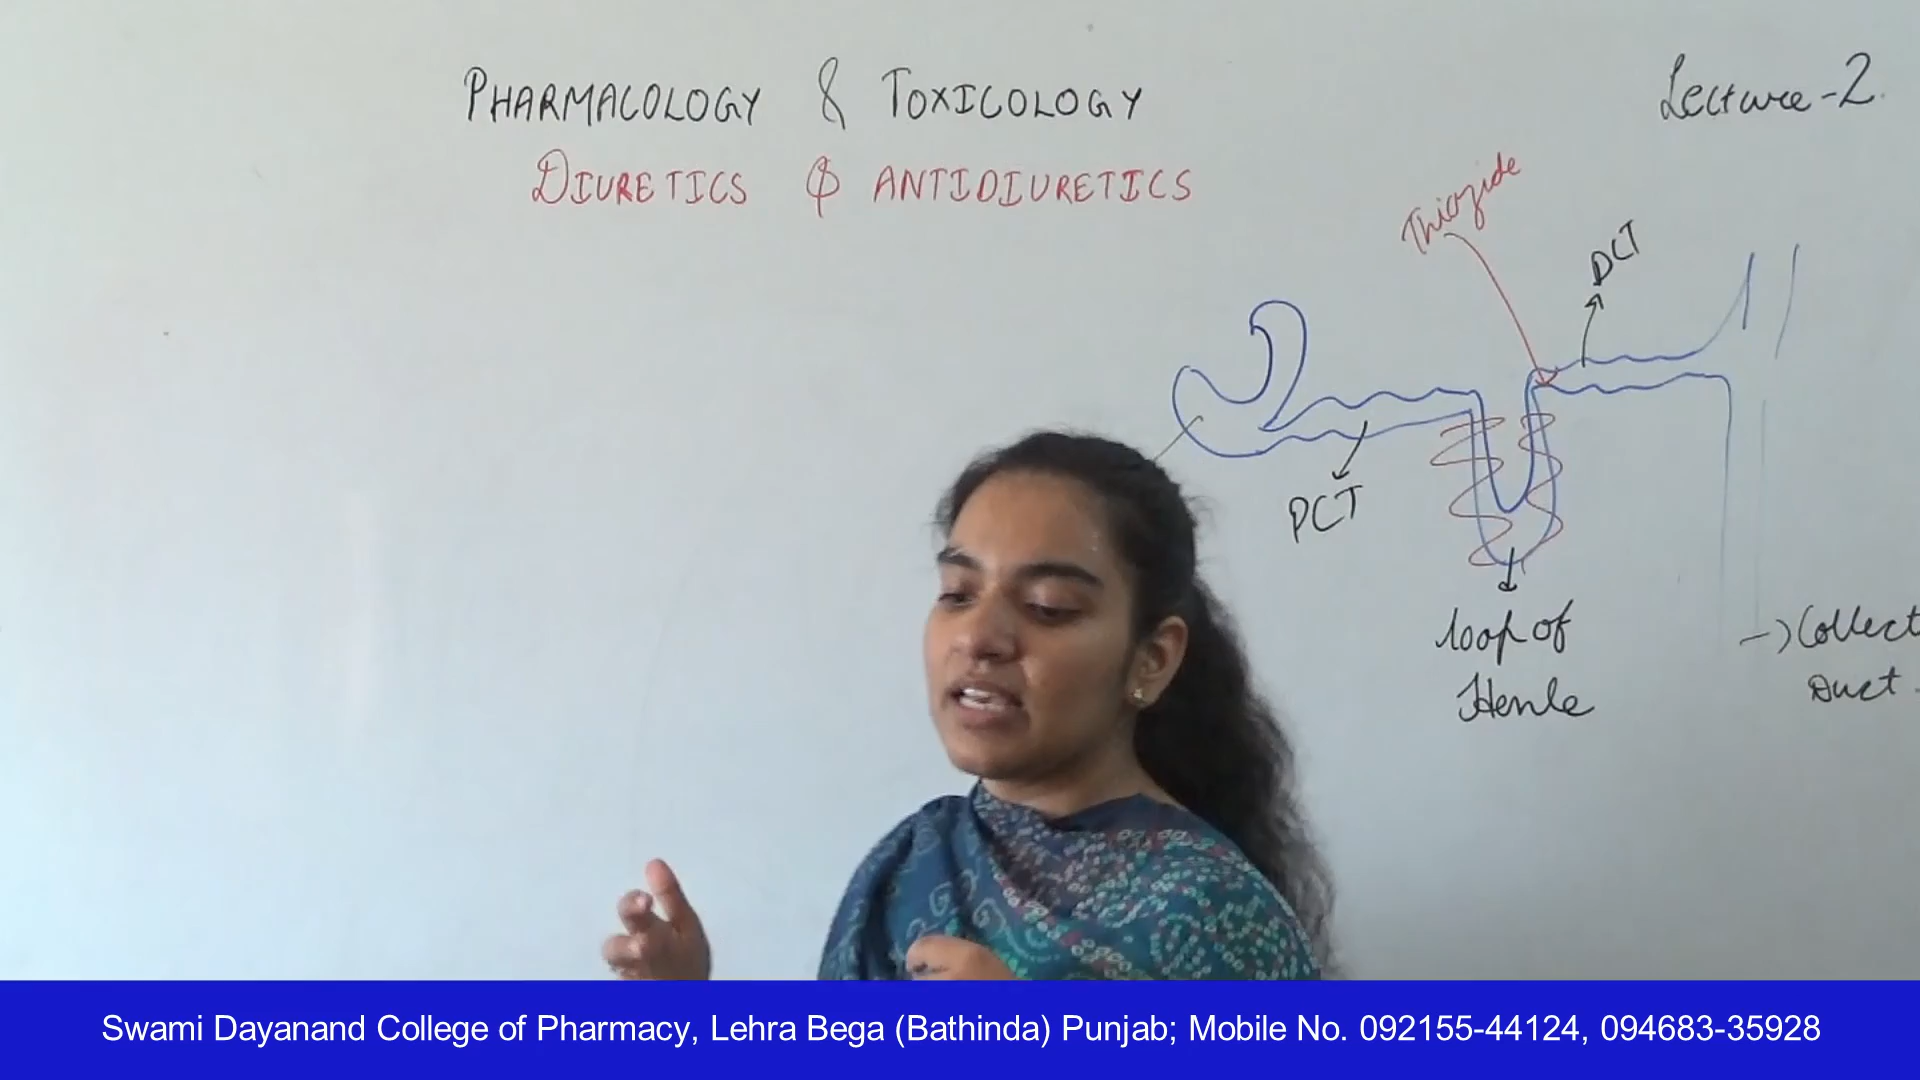 PHARMACOLOGY & TOXICOLOGY
Lecture-2.
DIURETICS & ANTIDIURETICS
Thiazide
DCT
PCT
loop of
Henle
→ Collect
Duct.
Swami Dayanand College of Pharmacy, Lehra Bega (Bathinda) Punjab; Mobile No. 092155-44124, 094683-35928